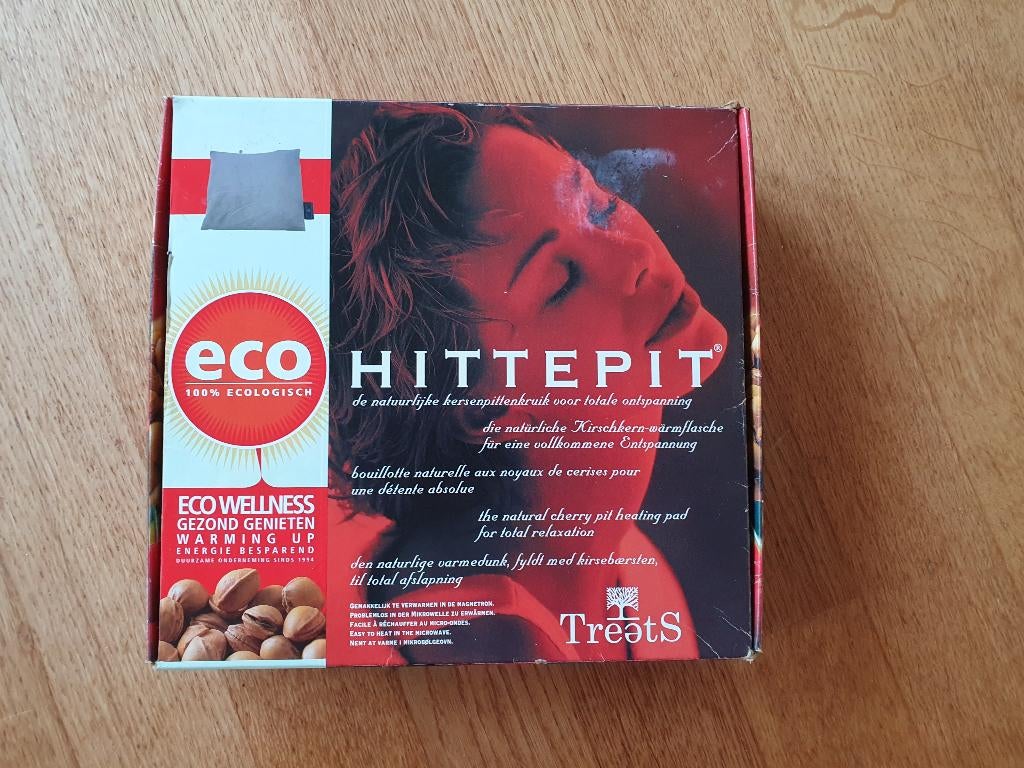 eco
100% ECOLOGISCH
ECO WELLNESS
GEZOND GENIETEN
WARMING UP
ENERGIE BESPAREND
DUURZAME ONDERNEMING SINDS 1994
HITTEPIT®
de natuurlijke kersenpittenkruik voor totale ontspanning
die natürliche Kirschkern-wärmflasche
für eine vollkommene Entspannung
bouillotte naturelle aux noyaux de cerises pour
une détente absolue
the natural cherry pit heating pad
for total relaxation
den naturlige varmedunk, fyldt med kirsebærsten,
til total afslapning
GEMAKKELIJK TE VERWARMEN IN DE MAGNETRON.
PROBLEMLOS IN DER MIKROWELLE ZU ERWÄRMEN.
FACILE À RÉCHAUFFER AU MICRO-ONDES.
EASY TO HEAT IN THE MICROWAVE.
NEMT AT VARME I MIKROBØLGEOVN.
TreətS